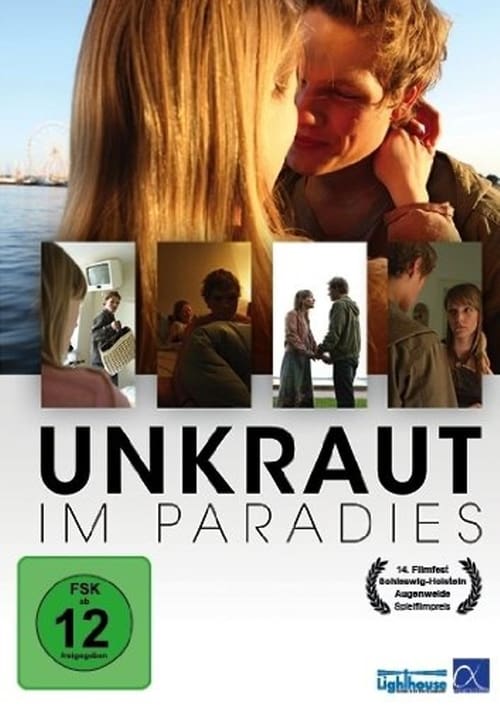 UNKRAUT
IM PARADIES
FSK
ab
12
freigegeben
14. Filmfest
Schleswig-Holstein
Augenweide
Spielfilmpreis
Lighthouse